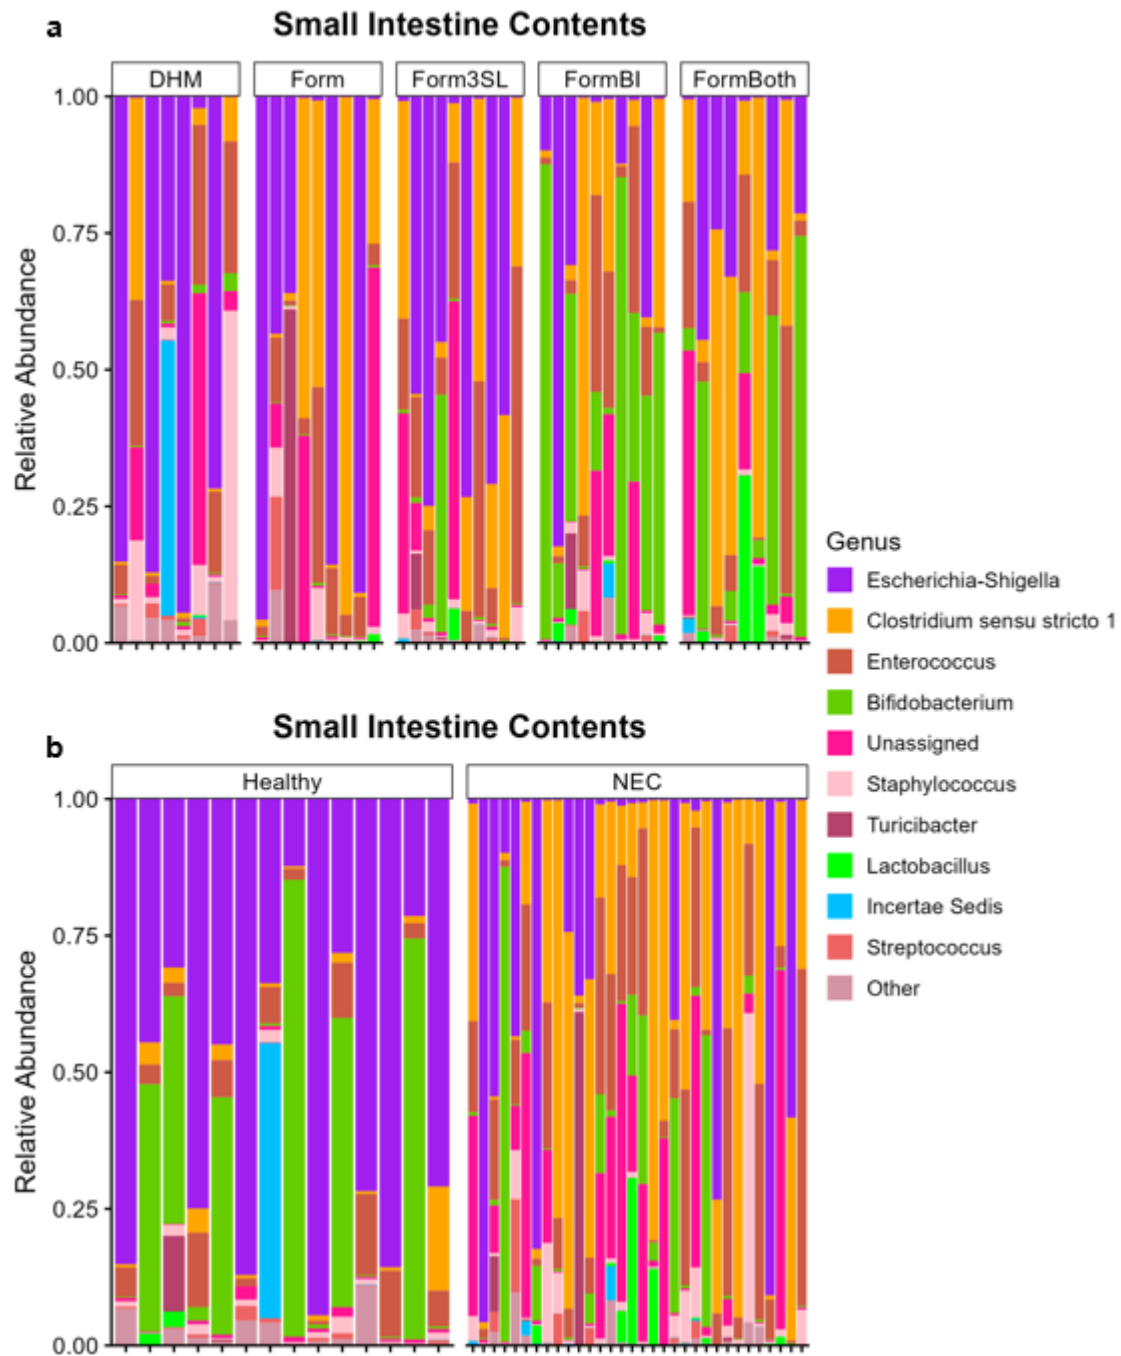 a
Small Intestine Contents
DHM Form Form3SL FormBI FormBoth
1.00
0.75
0.50
0.25
0.00
Relative Abundance
Genus
Escherichia-Shigella
Clostridium sensu stricto 1
Enterococcus
Bifidobacterium
Unassigned
Staphylococcus
Turicibacter
Lactobacillus
Incertae Sedis
Streptococcus
Other
b
Small Intestine Contents
Healthy NEC
1.00
0.75
0.50
0.25
0.00
Relative Abundance